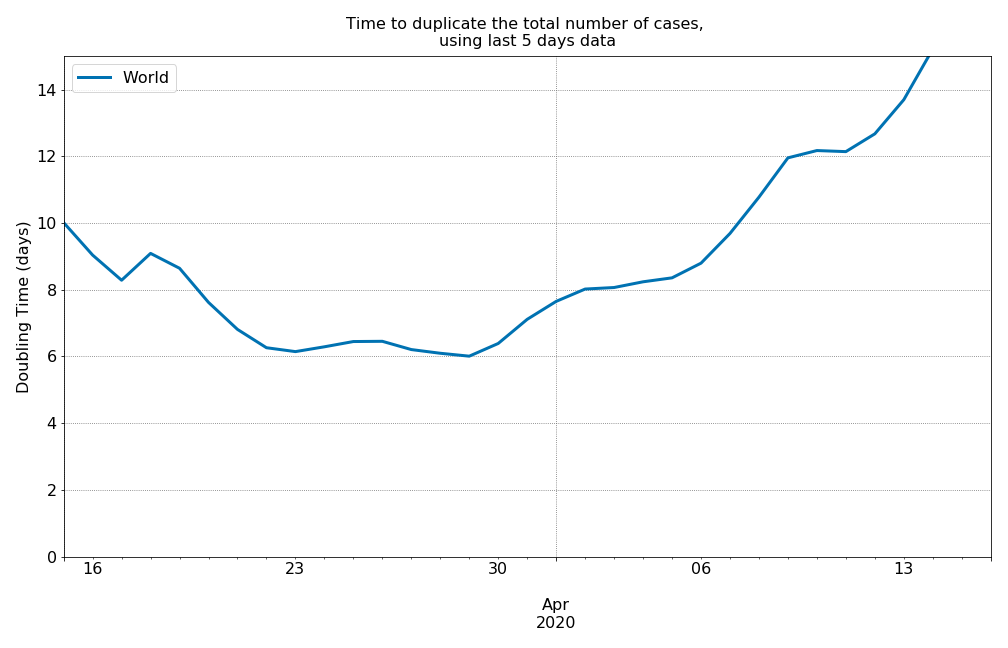 Time to duplicate the total number of cases,
using last 5 days data
World
Doubling Time (days)
14
12
10
8
6
4
2
0
16
23
30
06
13
Apr
2020